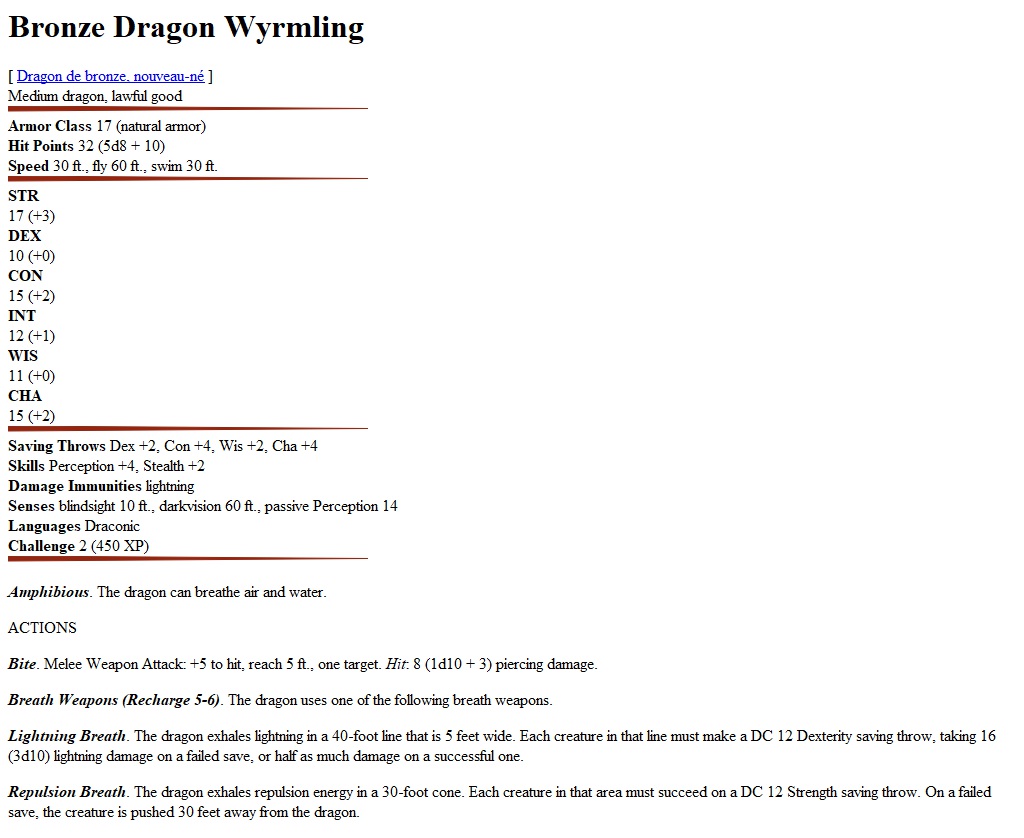 Bronze Dragon Wyrmling
[ Dragon de bronze, nouveau-né ]
Medium dragon, lawful good
Armor Class 17 (natural armor)
Hit Points 32 (5d8 + 10)
Speed 30 ft., fly 60 ft., swim 30 ft.
STR
17 (+3)
DEX
10 (+0)
CON
15 (+2)
INT
12 (+1)
WIS
11 (+0)
CHA
15 (+2)
Saving Throws Dex +2, Con +4, Wis +2, Cha +4
Skills Perception +4, Stealth +2
Damage Immunities lightning
Senses blindsight 10 ft., darkvision 60 ft., passive Perception 14
Languages Draconic
Challenge 2 (450 XP)
Amphibious. The dragon can breathe air and water.
ACTIONS
Bite. Melee Weapon Attack: +5 to hit, reach 5 ft., one target. Hit: 8 (1d10 + 3) piercing damage.
Breath Weapons (Recharge 5-6). The dragon uses one of the following breath weapons.
Lightning Breath. The dragon exhales lightning in a 40-foot line that is 5 feet wide. Each creature in that line must make a DC 12 Dexterity saving throw, taking 16
(3d10) lightning damage on a failed save, or half as much damage on a successful one.
Repulsion Breath. The dragon exhales repulsion energy in a 30-foot cone. Each creature in that area must succeed on a DC 12 Strength saving throw. On a failed
save, the creature is pushed 30 feet away from the dragon.